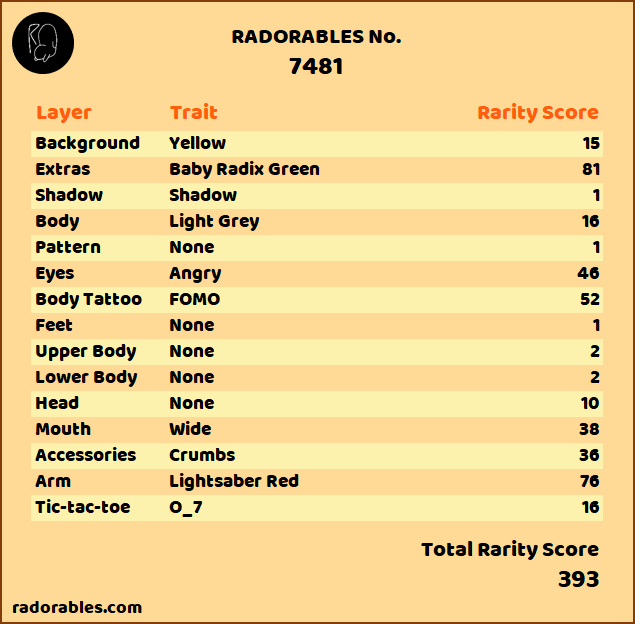 RADORABLES No.
7481
Layer Trait Rarity Score
Background Yellow 15
Extras Baby Radix Green 81
Shadow Shadow 1
Body Light Grey 16
Pattern None 1
Eyes Angry 46
Body Tattoo FOMO 52
Feet None 1
Upper Body None 2
Lower Body None 2
Head None 10
Mouth Wide 38
Accessories Crumbs 36
Arm Lightsaber Red 76
Tic-tac-toe O_7 16
Total Rarity Score
393
radorables.com